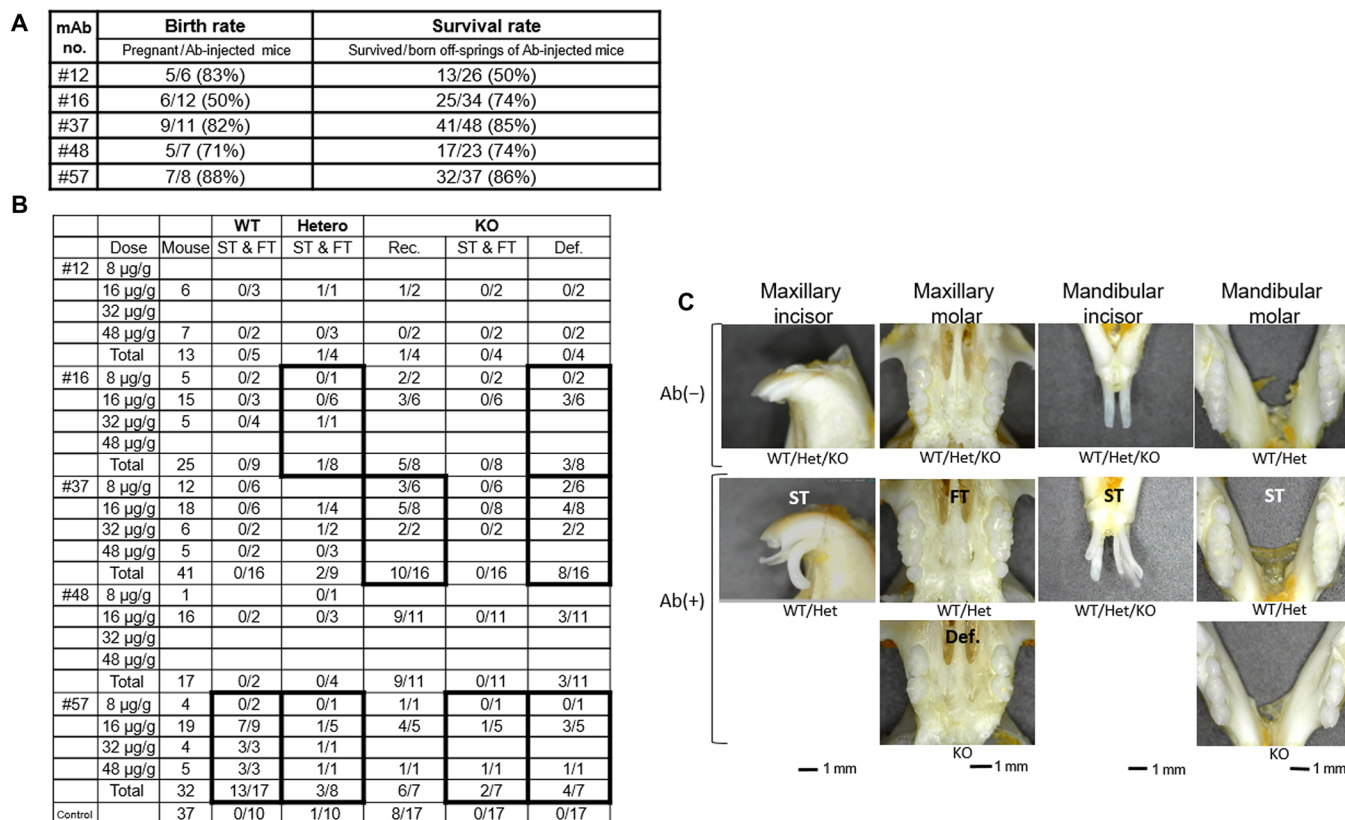 A
mAb no. | Birth rate | Survival rate
Pregnant/Ab-injected mice | Survived/born off-springs of Ab-injected mice
#12 | 5/6 (83%) | 13/26 (50%)
#16 | 6/12 (50%) | 25/34 (74%)
#37 | 9/11 (82%) | 41/48 (85%)
#48 | 5/7 (71%) | 17/23 (74%)
#57 | 7/8 (88%) | 32/37 (86%)
B
WT | Hetero | KO
Dose | Mouse | ST & FT | ST & FT | Rec. | ST & FT | Def.
#12 | 8 µg/g
16 µg/g | 6 | 0/3 | 1/1 | 1/2 | 0/2 | 0/2
32 µg/g
48 µg/g | 7 | 0/2 | 0/3 | 0/2 | 0/2 | 0/2
Total | 13 | 0/5 | 1/4 | 1/4 | 0/4 | 0/4
#16 | 8 µg/g | 5 | 0/2 | 0/1 | 2/2 | 0/2 | 0/2
16 µg/g | 15 | 0/3 | 0/6 | 3/6 | 0/6 | 3/6
32 µg/g | 5 | 0/4 | 1/1
48 µg/g
Total | 25 | 0/9 | 1/8 | 5/8 | 0/8 | 3/8
#37 | 8 µg/g | 12 | 0/6 | 3/6 | 0/6 | 2/6
16 µg/g | 18 | 0/6 | 1/4 | 5/8 | 0/8 | 4/8
32 µg/g | 6 | 0/2 | 1/2 | 2/2 | 0/2 | 2/2
48 µg/g | 5 | 0/2 | 0/3
Total | 41 | 0/16 | 2/9 | 10/16 | 0/16 | 8/16
#48 | 8 µg/g | 1 | 0/1
16 µg/g | 16 | 0/2 | 0/3 | 9/11 | 0/11 | 3/11
32 µg/g
48 µg/g
Total | 17 | 0/2 | 0/4 | 9/11 | 0/11 | 3/11
#57 | 8 µg/g | 4 | 0/2 | 0/1 | 1/1 | 0/1 | 0/1
16 µg/g | 19 | 7/9 | 1/5 | 4/5 | 1/5 | 3/5
32 µg/g | 4 | 3/3 | 1/1
48 µg/g | 5 | 3/3 | 1/1 | 1/1 | 1/1 | 1/1
Total | 32 | 13/17 | 3/8 | 6/7 | 2/7 | 4/7
Control | 37 | 0/10 | 1/10 | 8/17 | 0/17 | 0/17
C
Maxillary incisor | Maxillary molar | Mandibular incisor | Mandibular molar
Ab(−)
WT/Het/KO | WT/Het/KO | WT/Het/KO | WT/Het
Ab(+)
ST | FT | ST | ST
WT/Het | WT/Het | WT/Het/KO | WT/Het
Def.
KO | KO
1 mm | 1 mm | 1 mm | 1 mm